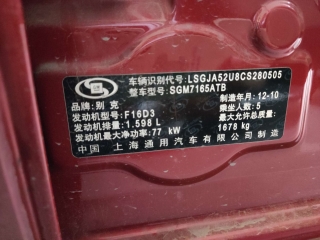 车辆识别代号: LSGJA52U8CS280505
整车型号: SGM7165ATB
品牌: 别 克
制造年月: 12-10
发动机型号: F16D3
乘坐人数: 5
发动机排量: 1.598 L
最大允许总质量:
发动机最大净功率: 77 kW
1678 kg
中国 上海通用汽车有限公司 制造